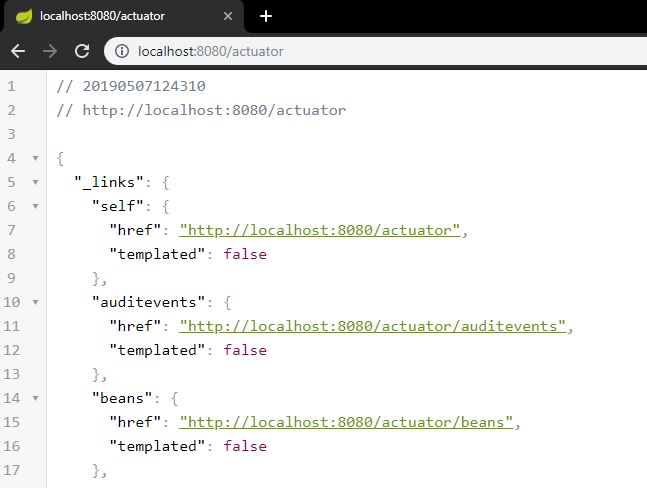 localhost:8080/actuator
localhost:8080/actuator
1 // 20190507124310
2 // http://localhost:8080/actuator
3
4 {
5 "_links": {
6 "self": {
7 "href": "http://localhost:8080/actuator",
8 "templated": false
9 },
10 "auditevents": {
11 "href": "http://localhost:8080/actuator/auditevents",
12 "templated": false
13 },
14 "beans": {
15 "href": "http://localhost:8080/actuator/beans",
16 "templated": false
17 },